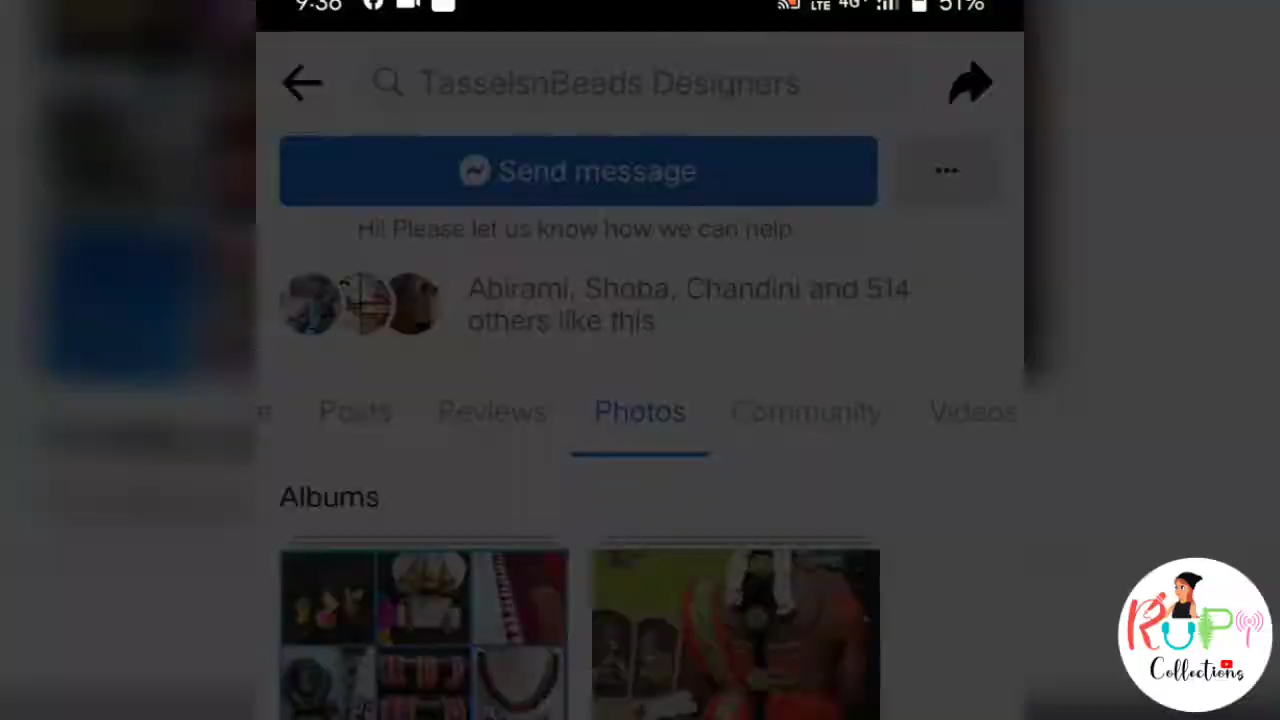 9:38
LTE 4G+ 51%
TasselsnBeads Designers
Send message
Hi! Please let us know how we can help.
Abirami, Shoba, Chandini and 514
others like this
e Posts Reviews Photos Community Videos
Albums
RUPI
Collections